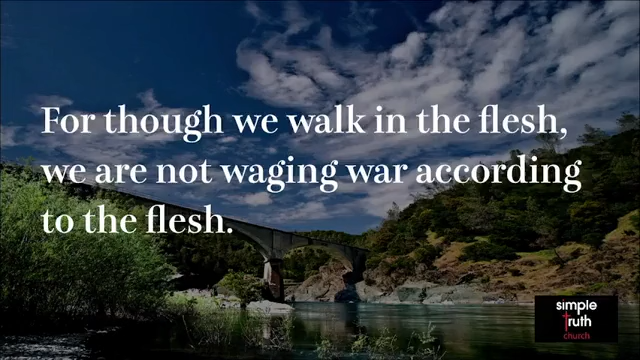 For though we walk in the flesh,
we are not waging war according
to the flesh.
simple
truth
church